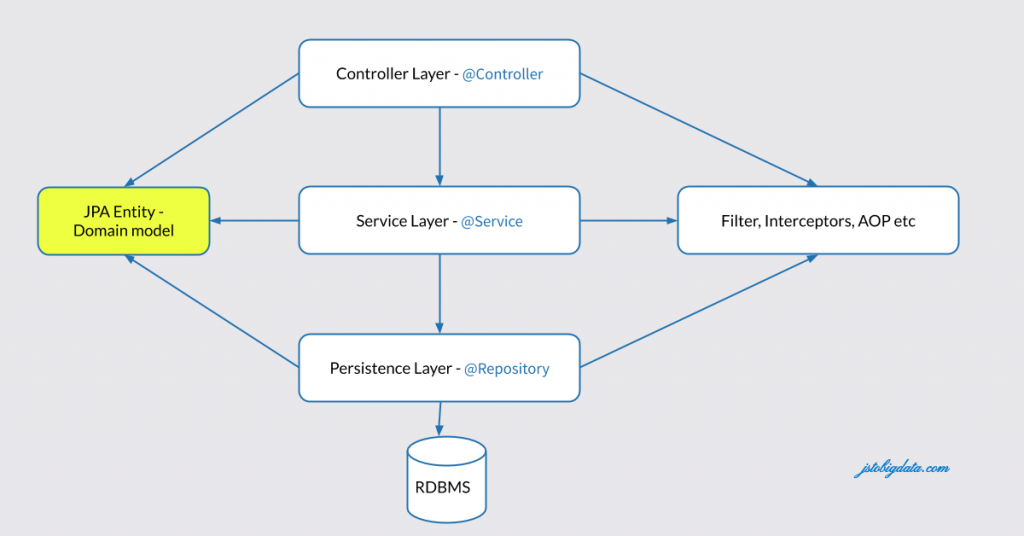 Controller Layer - @Controller
JPA Entity -
Domain model
Service Layer - @Service
Filter, Interceptors, AOP etc
Persistence Layer - @Repository
RDBMS
jstobigdata.com